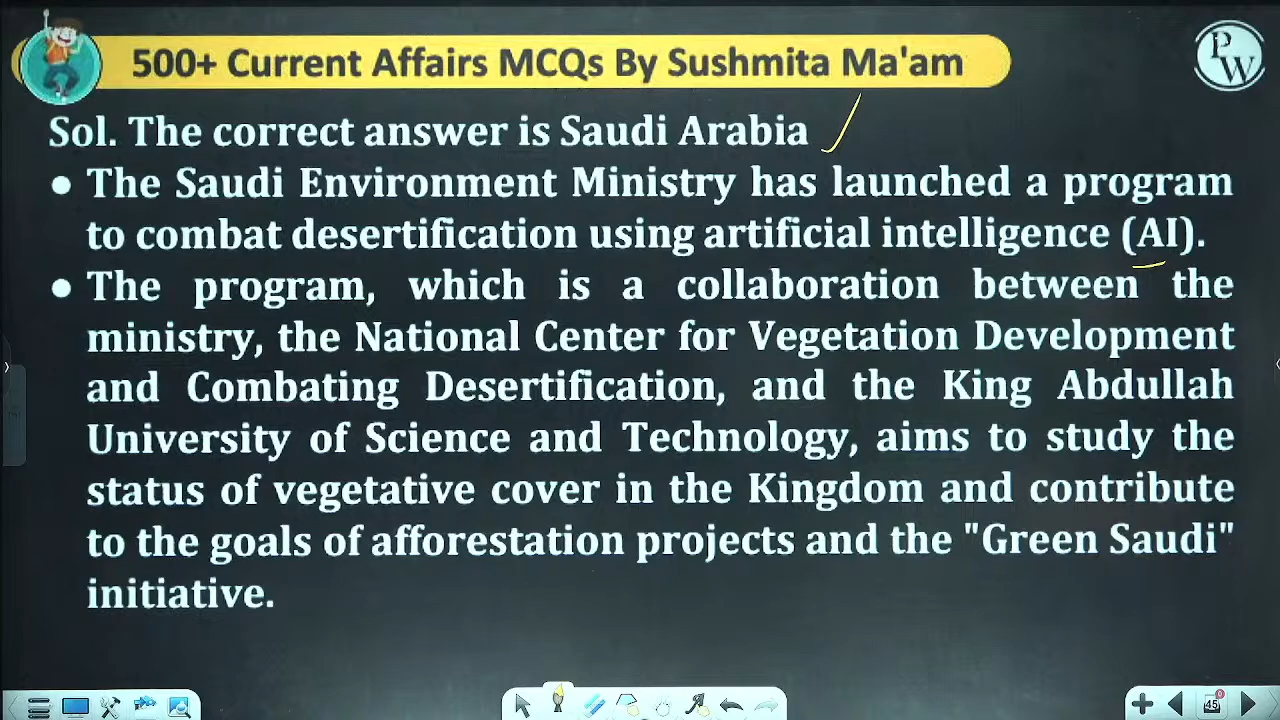 500+ Current Affairs MCQs By Sushmita Ma'am
PW
Sol. The correct answer is Saudi Arabia
● The Saudi Environment Ministry has launched a program
to combat desertification using artificial intelligence (AI).
● The program, which is a collaboration between the
ministry, the National Center for Vegetation Development
and Combating Desertification, and the King Abdullah
University of Science and Technology, aims to study the
status of vegetative cover in the Kingdom and contribute
to the goals of afforestation projects and the "Green Saudi"
initiative.
45